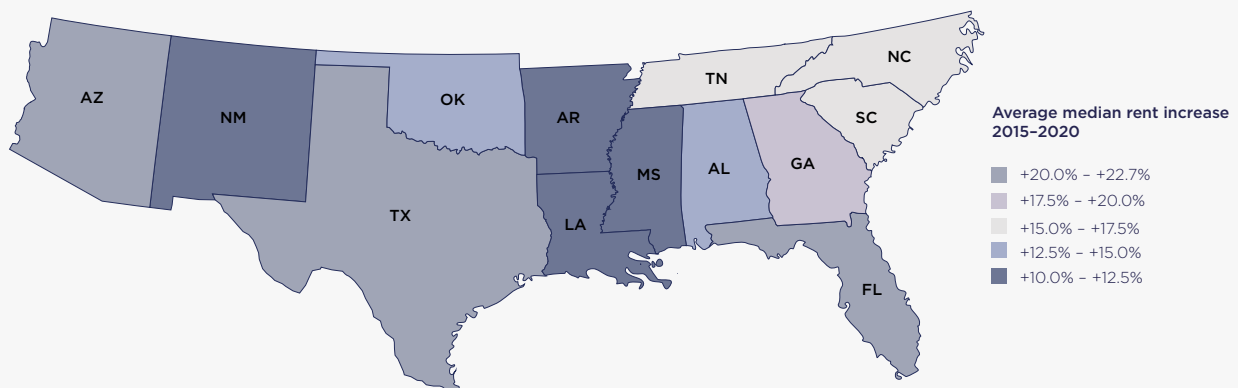 AZ
NM
TX
OK
AR
LA
MS
AL
TN
GA
FL
SC
NC
Average median rent increase
2015–2020
+20.0% – +22.7%
+17.5% – +20.0%
+15.0% – +17.5%
+12.5% – +15.0%
+10.0% – +12.5%